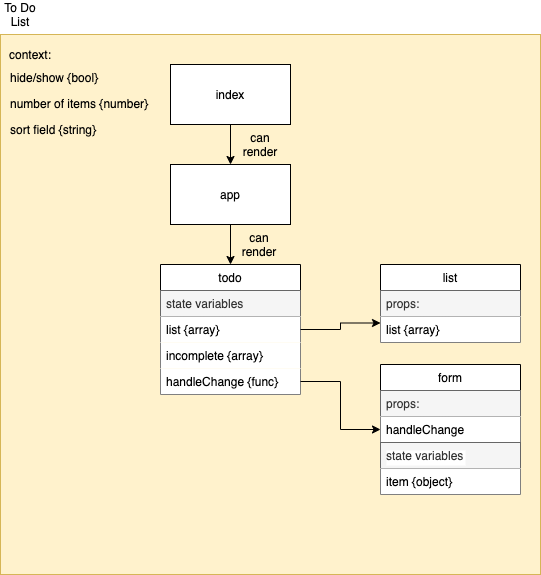 To Do
List
context:
hide/show {bool}
number of items {number}
sort field {string}
index
can
render
app
can
render
todo
state variables
list {array}
incomplete {array}
handleChange {func}
list
props:
list {array}
form
props:
handleChange
state variables
item {object}